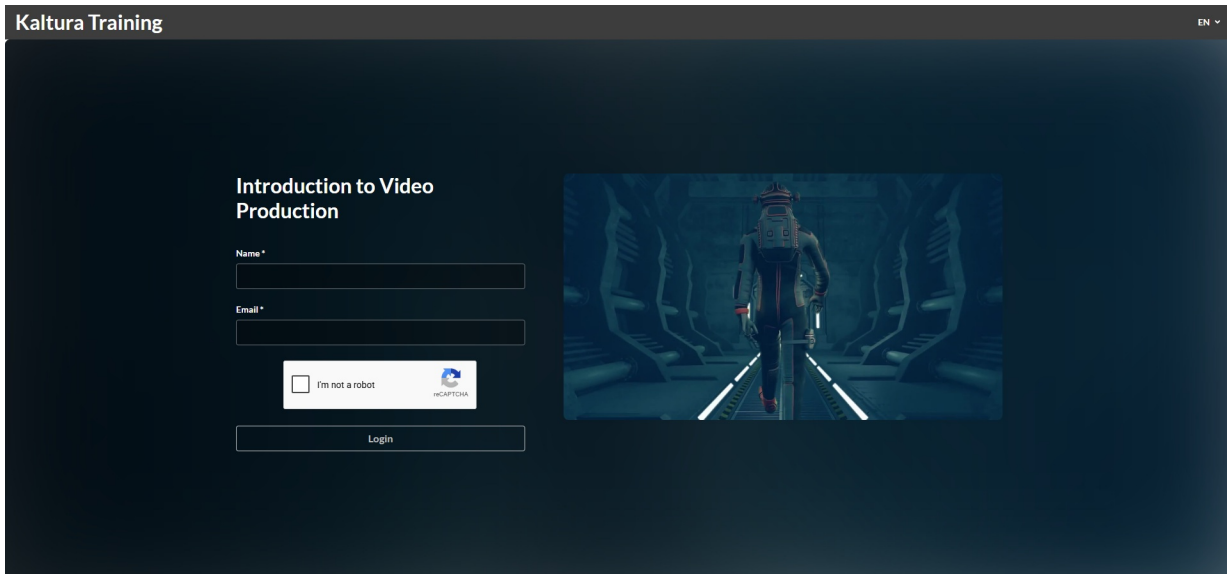 Kaltura Training
EN
Introduction to Video
Production
Name *
Email *
I'm not a robot
reCAPTCHA
Login